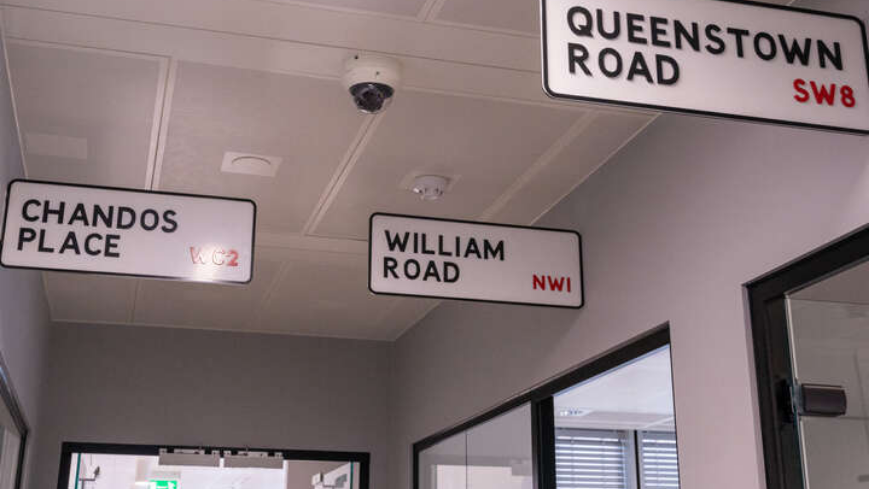 QUEENSTOWN
ROAD
SW8
CHANDOS
PLACE
WC2
WILLIAM
ROAD
NW1